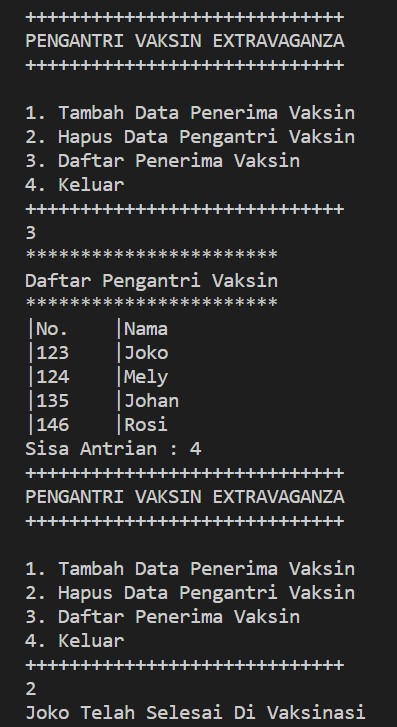 +++++++++++++++++++++++++++++
PENGANTRI VAKSIN EXTRAVAGANZA
+++++++++++++++++++++++++++++
1. Tambah Data Penerima Vaksin
2. Hapus Data Pengantri Vaksin
3. Daftar Penerima Vaksin
4. Keluar
+++++++++++++++++++++++++++++
3
***********************
Daftar Pengantri Vaksin
***********************
|No. |Nama
|123 |Joko
|124 |Mely
|135 |Johan
|146 |Rosi
Sisa Antrian : 4
+++++++++++++++++++++++++++++
PENGANTRI VAKSIN EXTRAVAGANZA
+++++++++++++++++++++++++++++
1. Tambah Data Penerima Vaksin
2. Hapus Data Pengantri Vaksin
3. Daftar Penerima Vaksin
4. Keluar
+++++++++++++++++++++++++++++
2
Joko Telah Selesai Di Vaksinasi